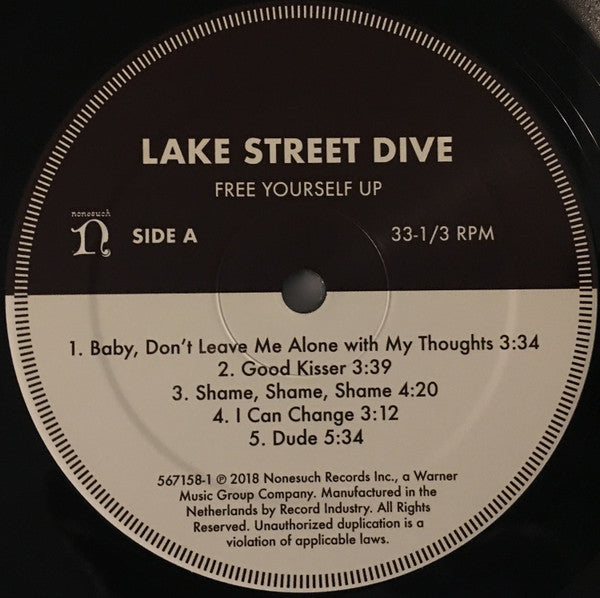 LAKE STREET DIVE
FREE YOURSELF UP
nonesuch
n
SIDE A
33-1/3 RPM
1. Baby, Don't Leave Me Alone with My Thoughts 3:34
2. Good Kisser 3:39
3. Shame, Shame, Shame 4:20
4. I Can Change 3:12
5. Dude 5:34
567158-1 ℗ 2018 Nonesuch Records Inc., a Warner
Music Group Company. Manufactured in the
Netherlands by Record Industry. All Rights
Reserved. Unauthorized duplication is a
violation of applicable laws.